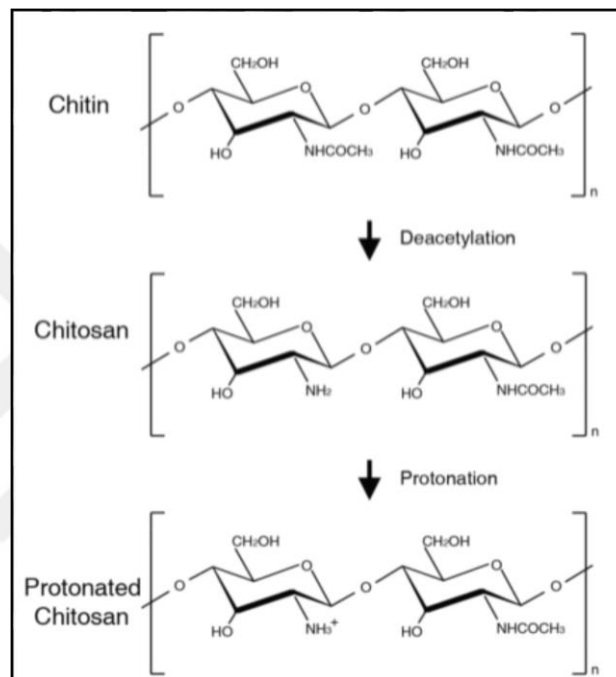 CH₂OH CH₂OH
Chitin
O O O O O
HO NHCOCH₃ HO NHCOCH₃
n
Deacetylation
CH₂OH CH₂OH
Chitosan
O O O O O
HO NH₂ HO NHCOCH₃
n
Protonation
CH₂OH CH₂OH
Protonated
Chitosan
O O O O O
HO NH₃⁺ HO NHCOCH₃
n